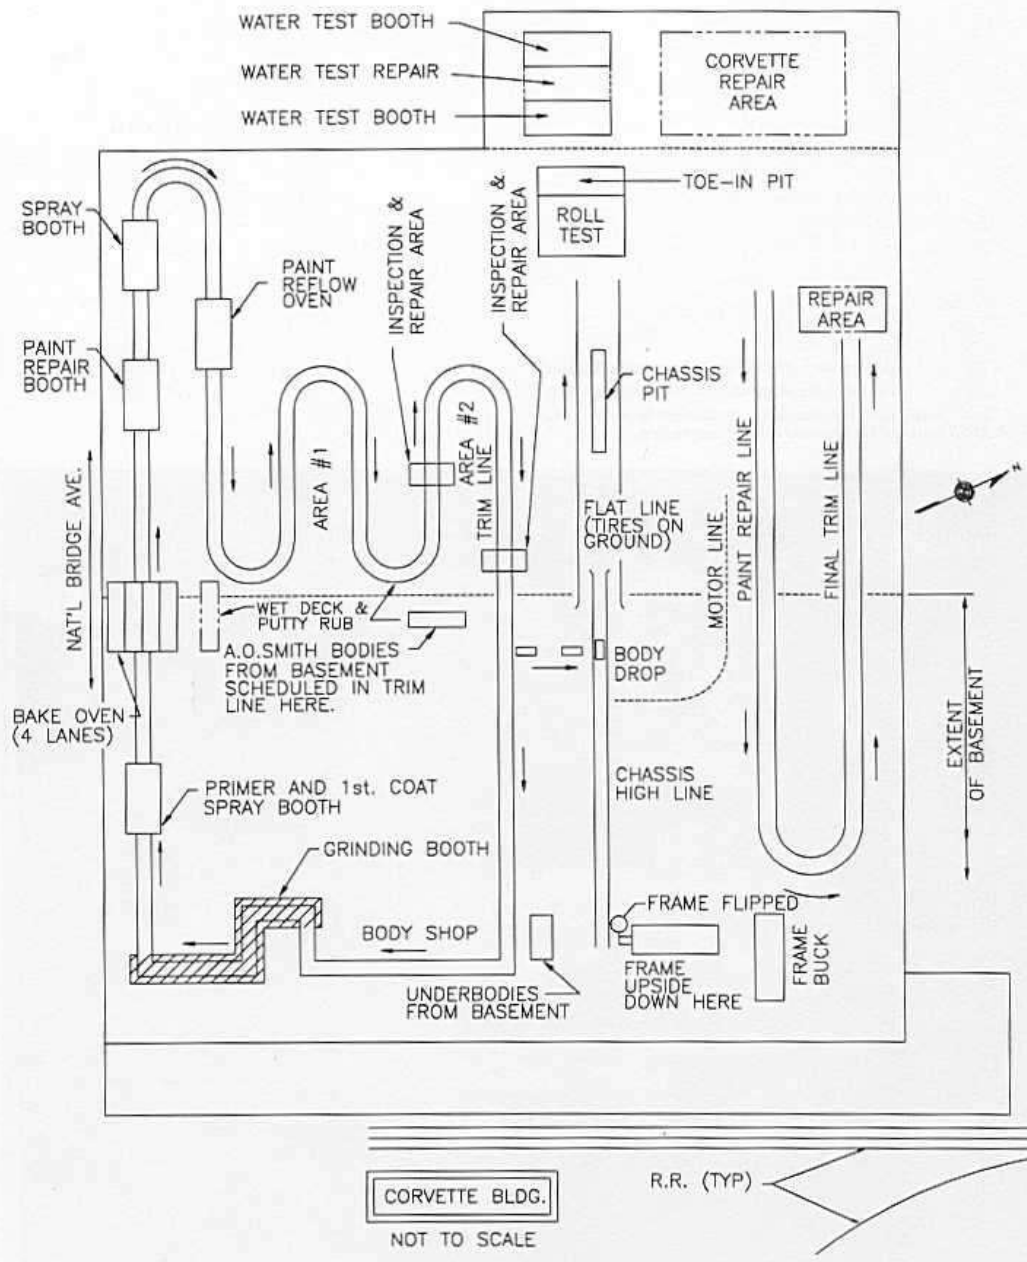 WATER TEST BOOTH
WATER TEST REPAIR
WATER TEST BOOTH
CORVETTE
REPAIR
AREA
TOE-IN PIT
ROLL
TEST
SPRAY
BOOTH
PAINT
REFLOW
OVEN
INSPECTION &
REPAIR AREA
INSPECTION &
REPAIR AREA
REPAIR
AREA
PAINT
REPAIR
BOOTH
CHASSIS
PIT
AREA #1
AREA #2
TRIM LINE
NAT'L BRIDGE AVE.
FLAT LINE
(TIRES ON
GROUND)
MOTOR LINE
PAINT REPAIR LINE
FINAL TRIM LINE
N
WET DECK &
PUTTY RUB
A.O.SMITH BODIES
FROM BASEMENT
SCHEDULED IN TRIM
LINE HERE.
BODY
DROP
BAKE OVEN
(4 LANES)
EXTENT
OF BASEMENT
PRIMER AND 1st. COAT
SPRAY BOOTH
CHASSIS
HIGH LINE
GRINDING BOOTH
BODY SHOP
FRAME FLIPPED
FRAME
UPSIDE
DOWN HERE
FRAME
BUCK
UNDERBODIES
FROM BASEMENT
R.R. (TYP)
CORVETTE BLDG.
NOT TO SCALE